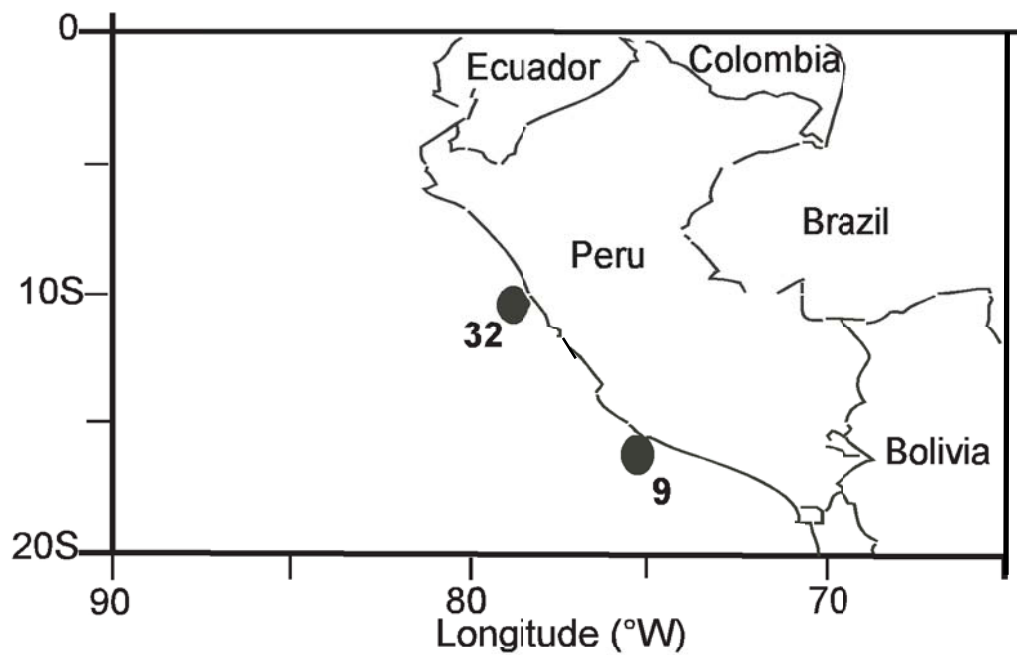 0
Ecuador
Colombia
Brazil
Peru
10S
32
Bolivia
9
20S
90
80
70
Longitude (°W)